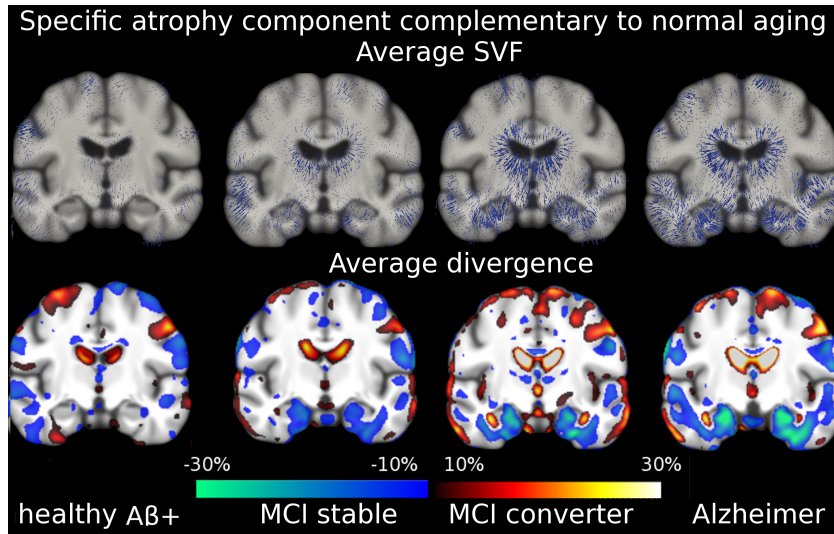 Specific atrophy component complementary to normal aging
Average SVF
Average divergence
-30% -10% 10% 30%
healthy Aβ+ MCI stable MCI converter Alzheimer